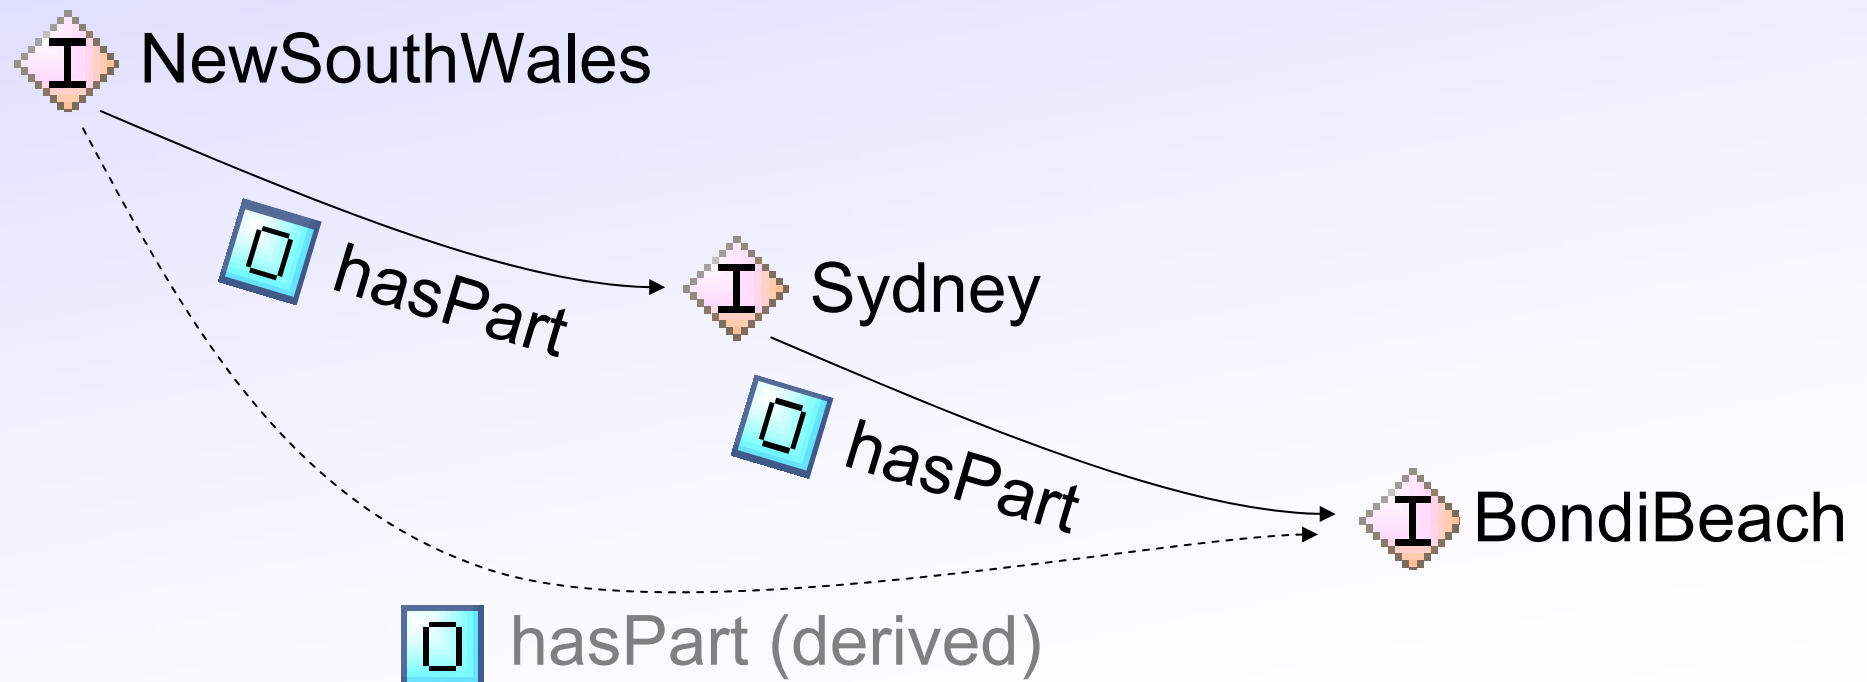 I NewSouthWales
O hasPart
I Sydney
O hasPart
I BondiBeach
O hasPart (derived)